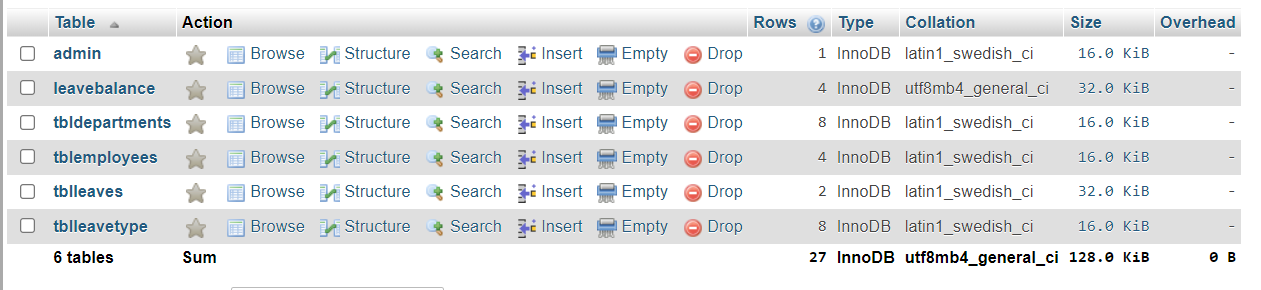 Table Action Rows Type Collation Size Overhead
admin Browse Structure Search Insert Empty Drop 1 InnoDB latin1_swedish_ci 16.0 KiB -
leavebalance Browse Structure Search Insert Empty Drop 4 InnoDB utf8mb4_general_ci 32.0 KiB -
tbldepartments Browse Structure Search Insert Empty Drop 8 InnoDB latin1_swedish_ci 16.0 KiB -
tblemployees Browse Structure Search Insert Empty Drop 4 InnoDB latin1_swedish_ci 16.0 KiB -
tblleaves Browse Structure Search Insert Empty Drop 2 InnoDB latin1_swedish_ci 32.0 KiB -
tblleavetype Browse Structure Search Insert Empty Drop 8 InnoDB latin1_swedish_ci 16.0 KiB -
6 tables Sum 27 InnoDB utf8mb4_general_ci 128.0 KiB 0 B